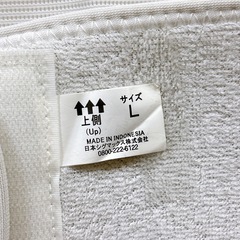 ↑↑↑
上側
(Up)
サイズ
L
MADE IN INDONESIA
日本シグマックス株式会社
0800-222-6122